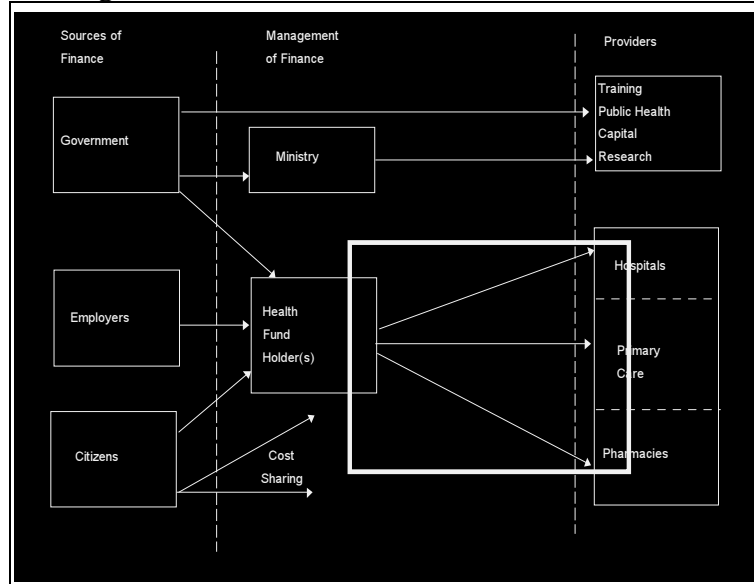 Sources of
Finance
Management
of Finance
Providers
Government
Ministry
Training
Public Health
Capital
Research
Employers
Health
Fund
Holder(s)
Hospitals
Primary
Care
Citizens
Cost
Sharing
Pharmacies